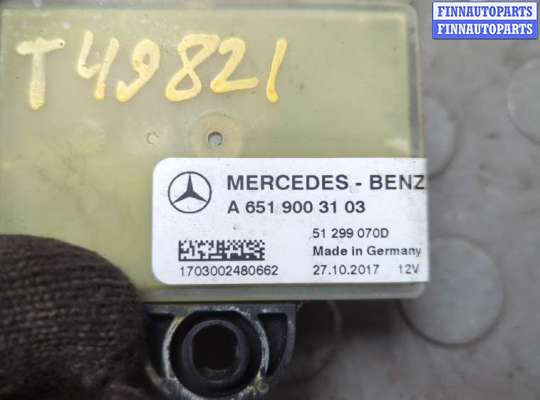 FINNAUTOPARTS
FINNAUTOPARTS
T49821
MERCEDES - BENZ
A 651 900 31 03
51 299 070D
Made in Germany
1703002480662
27.10.2017 12V